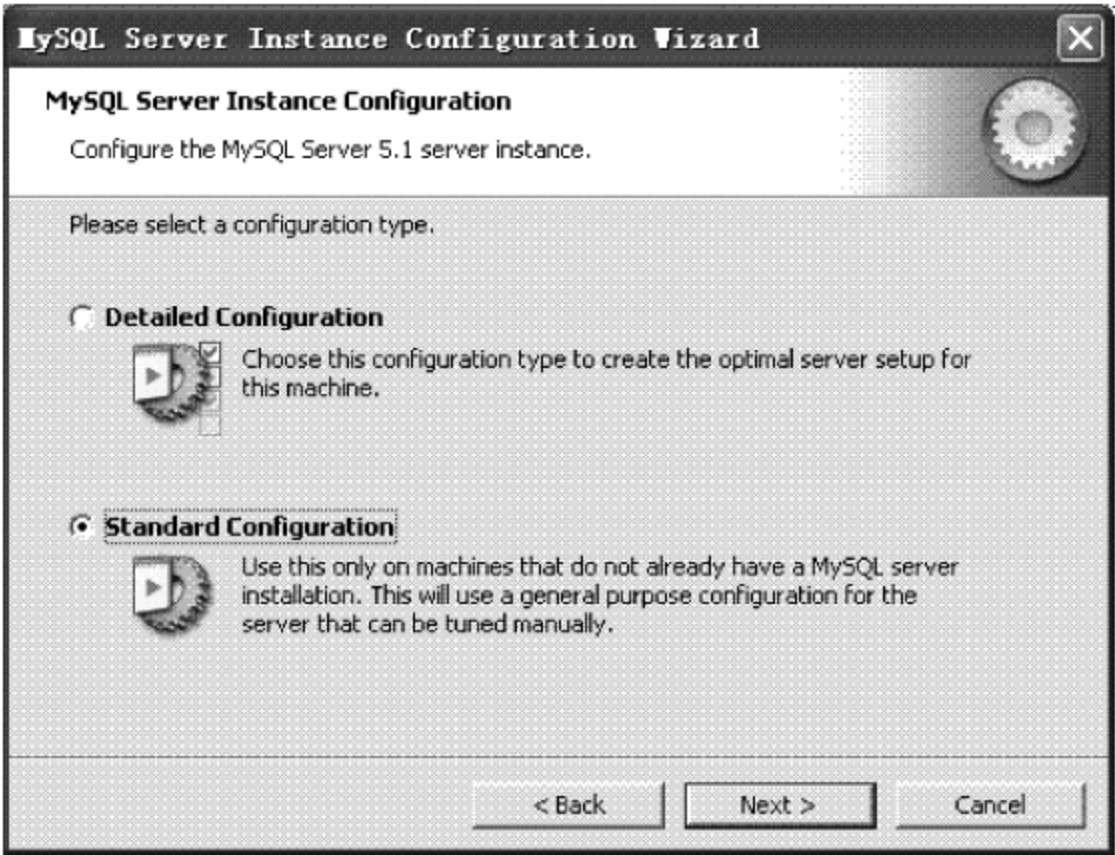 MySQL Server Instance Configuration Wizard
MySQL Server Instance Configuration
Configure the MySQL Server 5.1 server instance.
Please select a configuration type.
Detailed Configuration
Choose this configuration type to create the optimal server setup for
this machine.
Standard Configuration
Use this only on machines that do not already have a MySQL server
installation. This will use a general purpose configuration for the
server that can be tuned manually.
< Back
Next >
Cancel